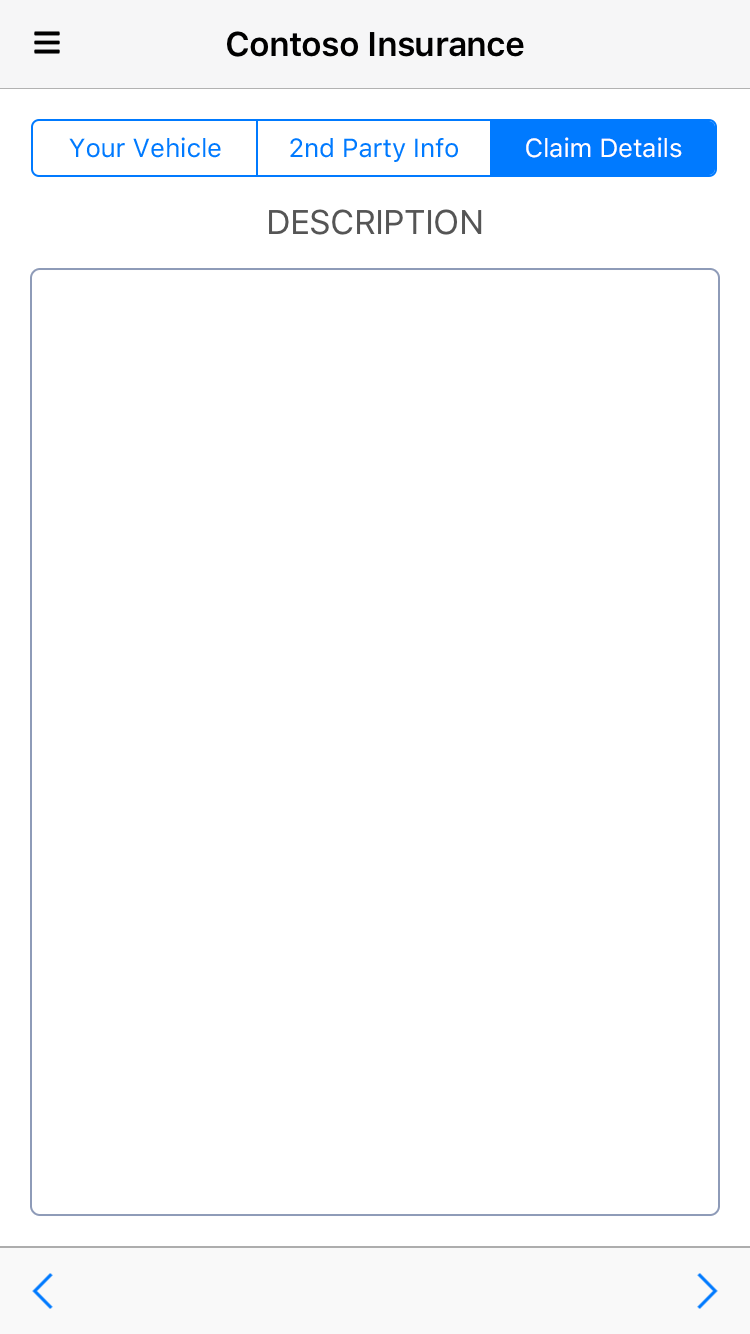 Contoso Insurance
Your Vehicle 2nd Party Info Claim Details
DESCRIPTION